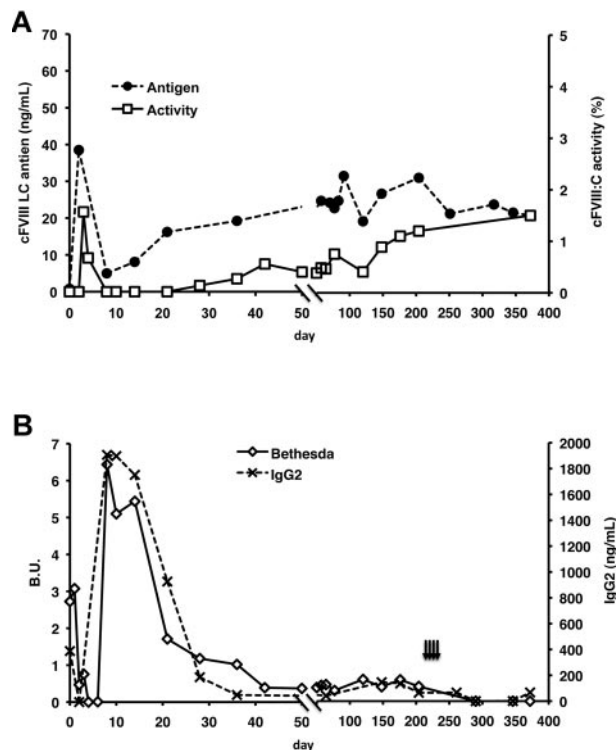 A
70
60
50
40
30
20
10
0
cFVIII LC antien (ng/mL)
Antigen
Activity
5
4
3
2
1
0
cFVIII:C activity (%)
0 10 20 30 40 50 100 150 200 250 300 350 400
day
B
7
6
5
4
3
2
1
0
B.U.
Bethesda
IgG2
2000
1800
1600
1400
1200
1000
800
600
400
200
0
IgG2 (ng/mL)
0 10 20 30 40 50 100 150 200 250 300 350 400
day